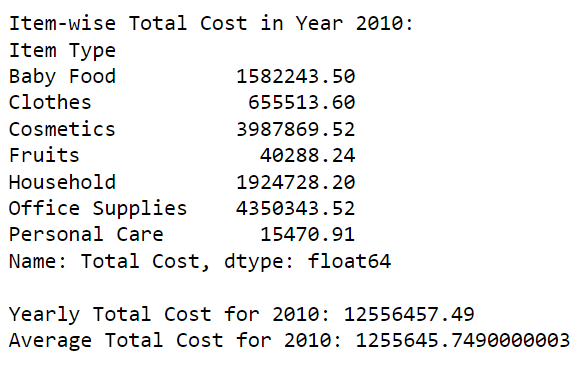 Item-wise Total Cost in Year 2010:
Item Type
Baby Food          1582243.50
Clothes             655513.60
Cosmetics          3987869.52
Fruits               40288.24
Household          1924728.20
Office Supplies    4350343.52
Personal Care        15470.91
Name: Total Cost, dtype: float64

Yearly Total Cost for 2010: 12556457.49
Average Total Cost for 2010: 1255645.7490000003